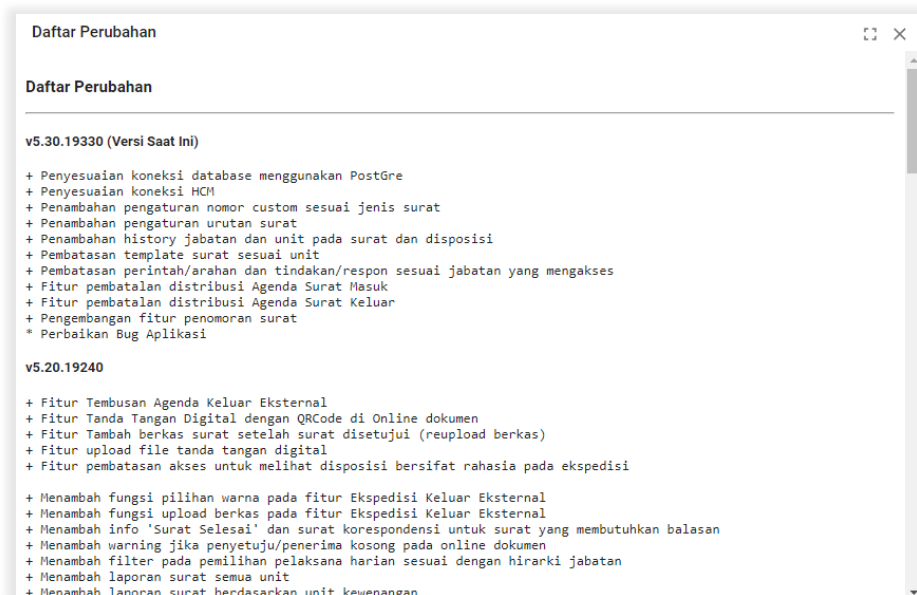 Daftar Perubahan
Daftar Perubahan
v5.30.19330 (Versi Saat Ini)
+ Penyesuaian koneksi database menggunakan PostGre
+ Penyesuaian koneksi HCM
+ Penambahan pengaturan nomor custom sesuai jenis surat
+ Penambahan pengaturan urutan surat
+ Penambahan history jabatan dan unit pada surat dan disposisi
+ Pembatasan template surat sesuai unit
+ Pembatasan perintah/arahan dan tindakan/respon sesuai jabatan yang mengakses
+ Fitur pembatalan distribusi Agenda Surat Masuk
+ Fitur pembatalan distribusi Agenda Surat Keluar
+ Pengembangan fitur penomoran surat
* Perbaikan Bug Aplikasi
v5.20.19240
+ Fitur Tembusan Agenda Keluar Eksternal
+ Fitur Tanda Tangan Digital dengan QRCode di Online dokumen
+ Fitur Tambah berkas surat setelah surat disetujui (reupload berkas)
+ Fitur upload file tanda tangan digital
+ Fitur pembatasan akses untuk melihat disposisi bersifat rahasia pada ekspedisi
+ Menambah fungsi pilihan warna pada fitur Ekspedisi Keluar Eksternal
+ Menambah fungsi upload berkas pada fitur Ekspedisi Keluar Eksternal
+ Menambah info 'Surat Selesai' dan surat korespondensi untuk surat yang membutuhkan balasan
+ Menambah warning jika penyetuju/penerima kosong pada online dokumen
+ Menambah filter pada pemilihan pelaksana harian sesuai dengan hirarki jabatan
+ Menambah laporan surat semua unit
+ Menambah laporan surat berdasarkan unit kewenangan